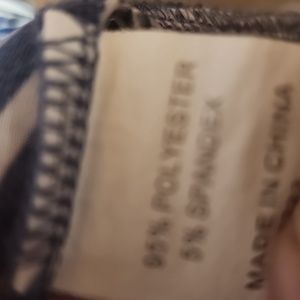 95% POLYESTER
5% SPANDEX
MADE IN CHINA